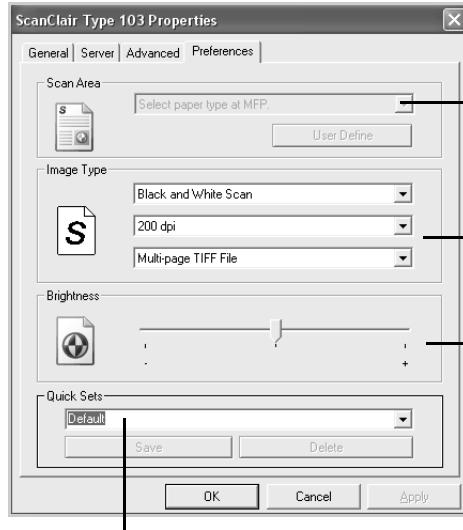 ScanClair Type 103 Properties
General Server Advanced Preferences
Scan Area
S
Select paper type at MFP.
User Define
Image Type
Black and White Scan
S
200 dpi
Multi-page TIFF File
Brightness
- +
Quick Sets
Default
Save Delete
OK Cancel Apply